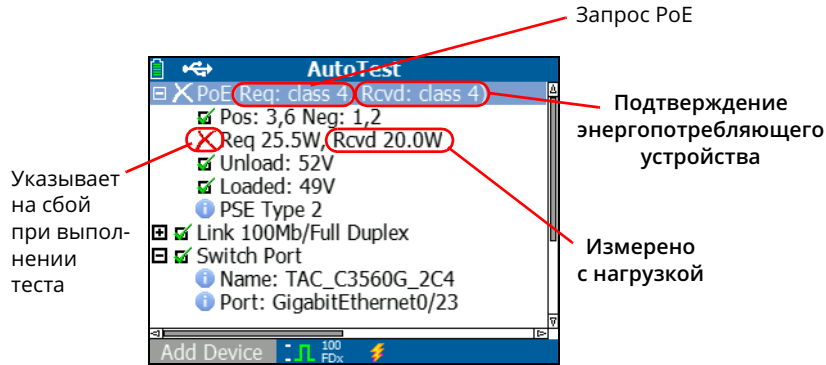 Запрос PoE
AutoTest
PoE Req: class 4 Rcvd: class 4
Pos: 3,6 Neg: 1,2
Req 25.5W, Rcvd 20.0W
Unload: 52V
Loaded: 49V
PSE Type 2
Link 100Mb/Full Duplex
Switch Port
Name: TAC_C3560G_2C4
Port: GigabitEthernet0/23
Add Device
100
FDx
Подтверждение
энергопотребляющего
устройства
Указывает
на сбой
при выпол-
нении
теста
Измерено
с нагрузкой